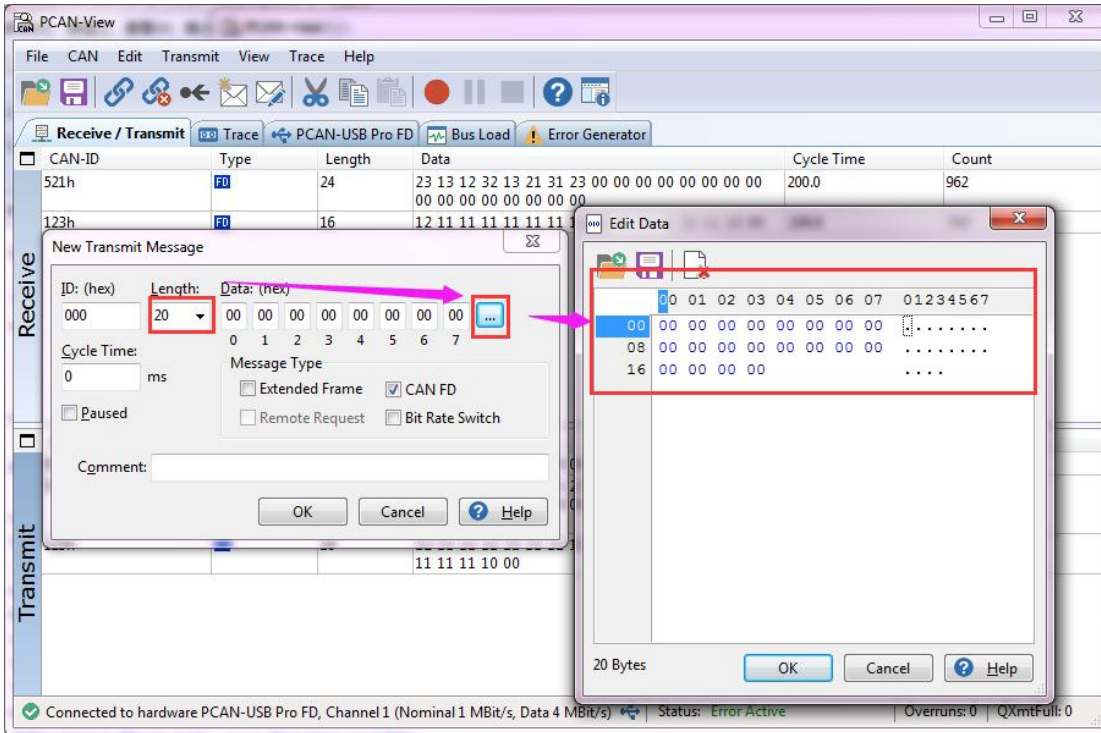 PCAN-View
File CAN Edit Transmit View Trace Help
Receive / Transmit Trace PCAN-USB Pro FD Bus Load Error Generator
CAN-ID Type Length Data Cycle Time Count
521h FD 24 23 13 12 32 13 21 31 23 00 00 00 00 00 00 00 00 200.0 962
00 00 00 00 00 00 00 00
123h FD 16 12 11 11 11 11 11 11
Receive
New Transmit Message
ID: (hex) Length: Data: (hex)
000 20 00 00 00 00 00 00 00 00 ...
0 1 2 3 4 5 6 7
Cycle Time:
0 ms
Message Type
Extended Frame CAN FD
Paused
Remote Request Bit Rate Switch
Comment:
OK Cancel Help
Edit Data
00 01 02 03 04 05 06 07 01234567
00 00 00 00 00 00 00 00 00 ........
08 00 00 00 00 00 00 00 00 ........
16 00 00 00 00 ....
20 Bytes OK Cancel Help
Transmit
11 11 11 10 00
Connected to hardware PCAN-USB Pro FD, Channel 1 (Nominal 1 MBit/s, Data 4 MBit/s) Status: Error Active Overruns: 0 QXmtFull: 0